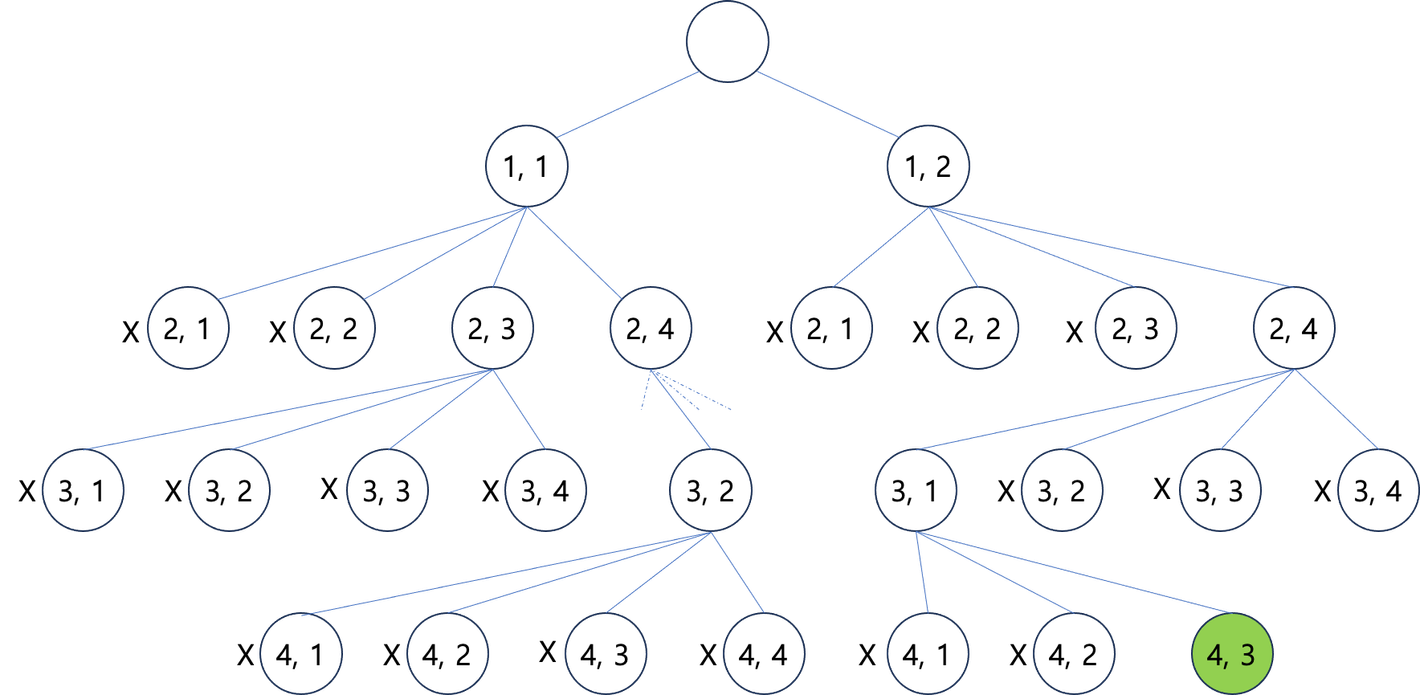 1, 1
1, 2
X 2, 1
X 2, 2
2, 3
2, 4
X 2, 1
X 2, 2
X 2, 3
2, 4
X 3, 1
X 3, 2
X 3, 3
X 3, 4
3, 2
3, 1
X 3, 2
X 3, 3
X 3, 4
X 4, 1
X 4, 2
X 4, 3
X 4, 4
X 4, 1
X 4, 2
4, 3